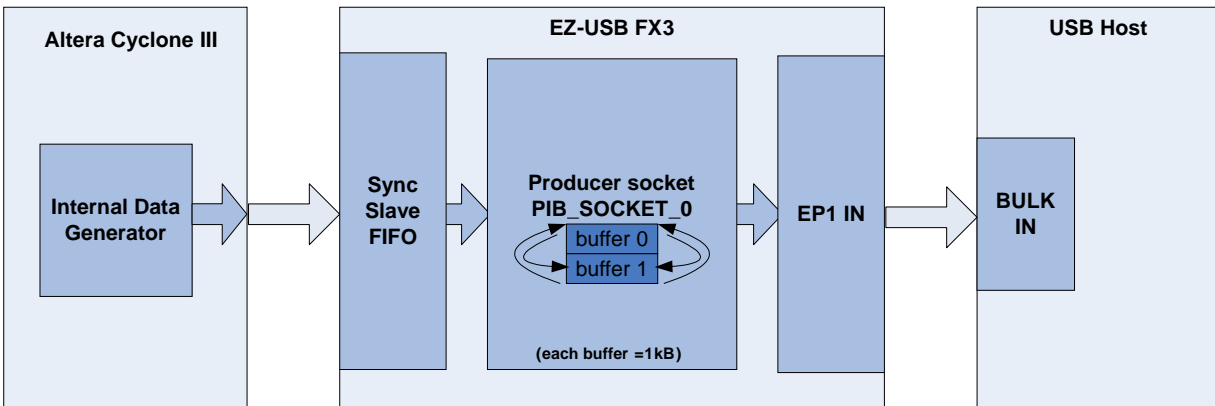 Altera Cyclone III
EZ-USB FX3
USB Host
Internal Data
Generator
Sync
Slave
FIFO
Producer socket
PIB_SOCKET_0
buffer 0
buffer 1
(each buffer =1kB)
EP1 IN
BULK
IN